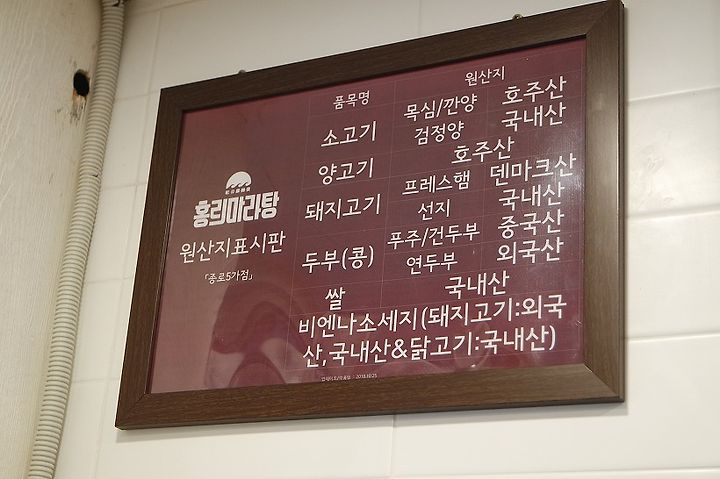 홍리마라탕
원산지표시판
「종로5가점」
품목명 원산지
소고기 목심/깐양 호주산
검정양 국내산
양고기 호주산
돼지고기 프레스햄 덴마크산
선지 국내산
두부(콩) 푸주/건두부 중국산
연두부 외국산
쌀 국내산
비엔나소세지(돼지고기:외국
산,국내산&닭고기:국내산)